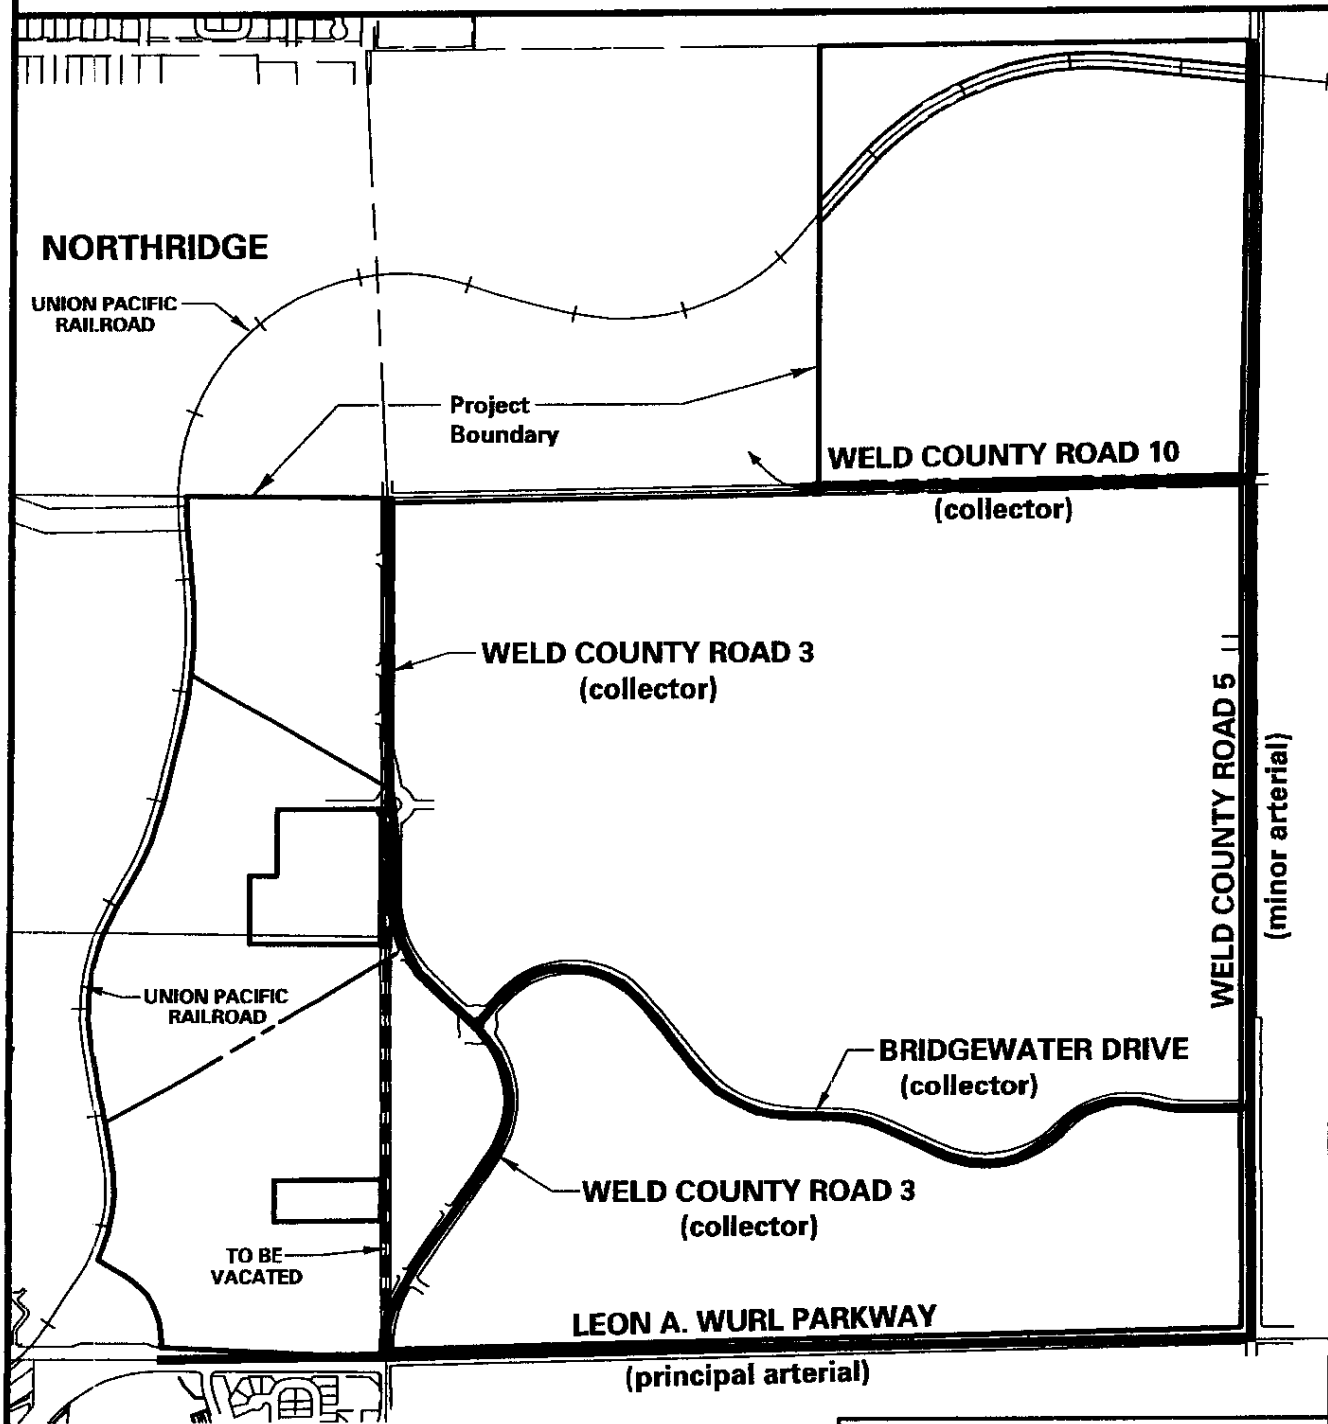 NORTHRIDGE
UNION PACIFIC
RAILROAD
Project
Boundary
WELD COUNTY ROAD 10
(collector)
WELD COUNTY ROAD 3
(collector)
WELD COUNTY ROAD 5
(minor arterial)
UNION PACIFIC
RAILROAD
BRIDGEWATER DRIVE
(collector)
WELD COUNTY ROAD 3
(collector)
TO BE
VACATED
LEON A. WURL PARKWAY
(principal arterial)